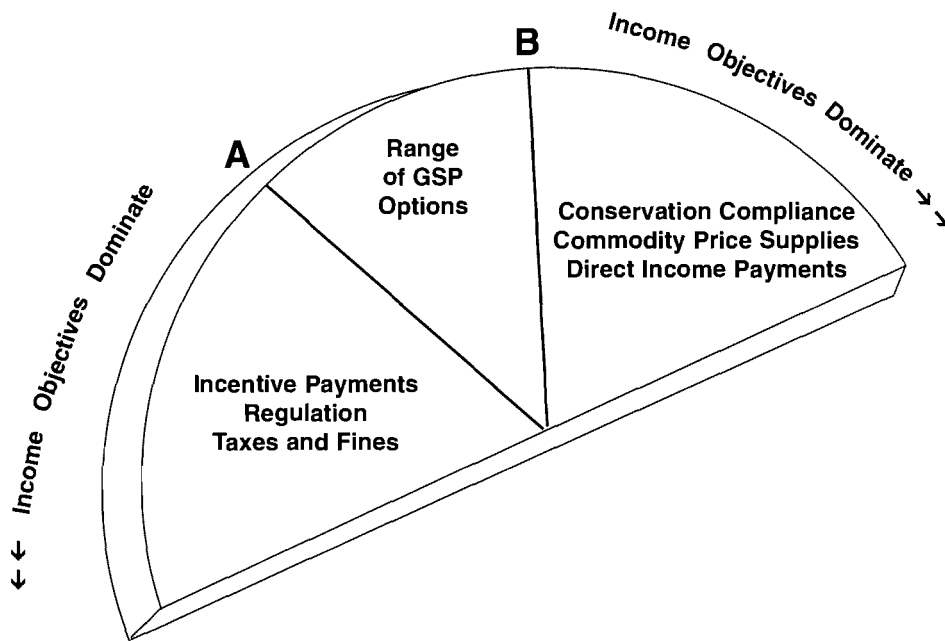 Income Objectives Dominate → →
B
A
Range
of GSP
Options
Conservation Compliance
Commodity Price Supplies
Direct Income Payments
← ← Income Objectives Dominate
Incentive Payments
Regulation
Taxes and Fines